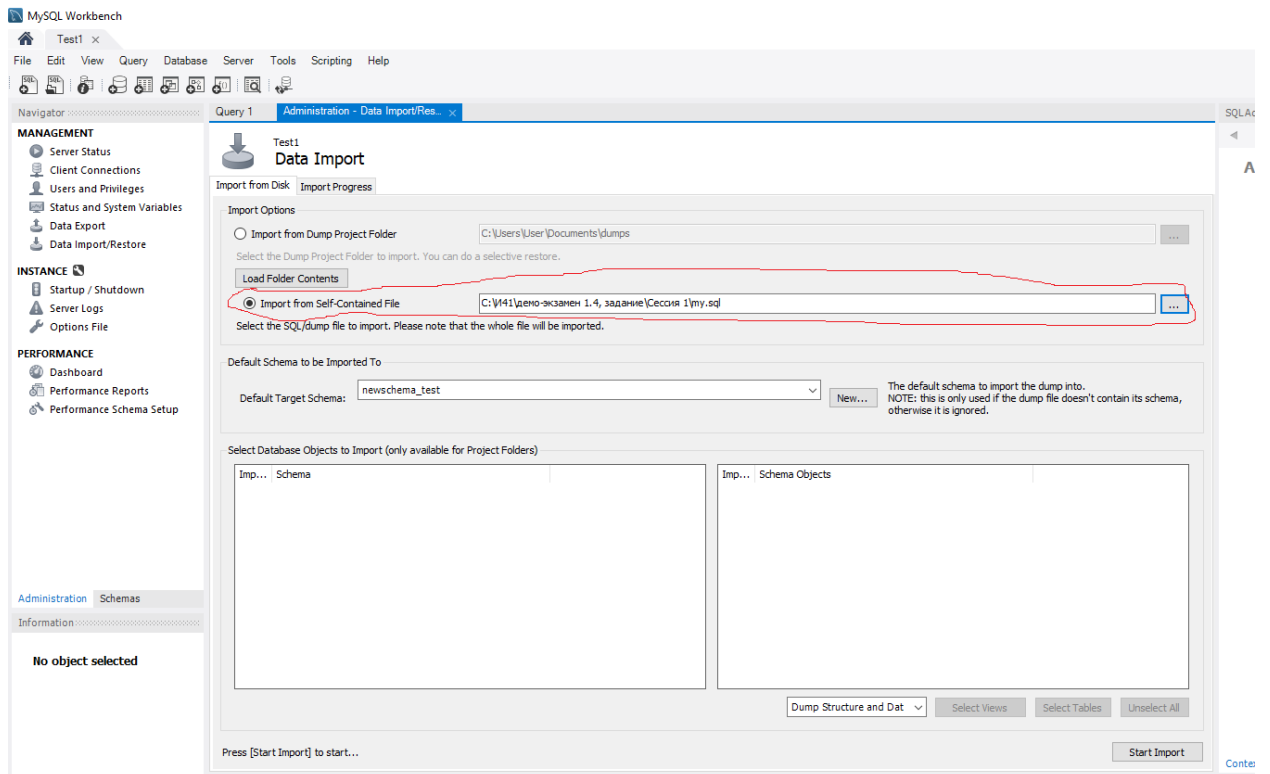 MySQL Workbench
Test1
File Edit View Query Database Server Tools Scripting Help
Navigator
MANAGEMENT
Server Status
Client Connections
Users and Privileges
Status and System Variables
Data Export
Data Import/Restore
INSTANCE
Startup / Shutdown
Server Logs
Options File
PERFORMANCE
Dashboard
Performance Reports
Performance Schema Setup
Administration Schemas
Information
No object selected
Query 1 Administration - Data Import/Res...
Test1
Data Import
Import from Disk Import Progress
Import Options
Import from Dump Project Folder C:\Users\User\Documents\dumps ...
Select the Dump Project Folder to import. You can do a selective restore.
Load Folder Contents
Import from Self-Contained File C:\И41\демо-экзамен 1.4, задание\Сессия 1\my.sql ...
Select the SQL/dump file to import. Please note that the whole file will be imported.
Default Schema to be Imported To
Default Target Schema: newschema_test New...
The default schema to import the dump into.
NOTE: this is only used if the dump file doesn't contain its schema,
otherwise it is ignored.
Select Database Objects to Import (only available for Project Folders)
Imp... Schema
Imp... Schema Objects
Dump Structure and Dat Select Views Select Tables Unselect All
Press [Start Import] to start... Start Import
SQLAc
A
Conte